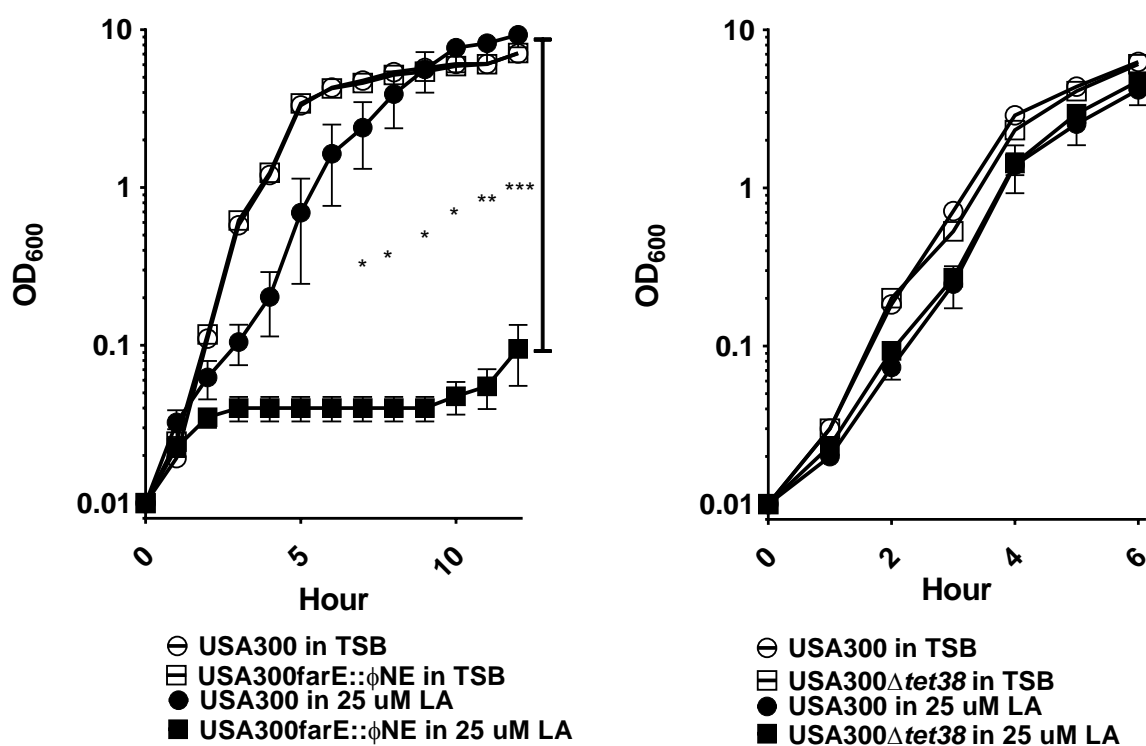 10
1
0.1
0.01
OD600
* * * * ** ***
0 5 10
Hour
USA300 in TSB
USA300farE::ϕNE in TSB
USA300 in 25 uM LA
USA300farE::ϕNE in 25 uM LA
10
1
0.1
0.01
OD600
0 2 4 6
Hour
USA300 in TSB
USA300Δtet38 in TSB
USA300 in 25 uM LA
USA300Δtet38 in 25 uM LA